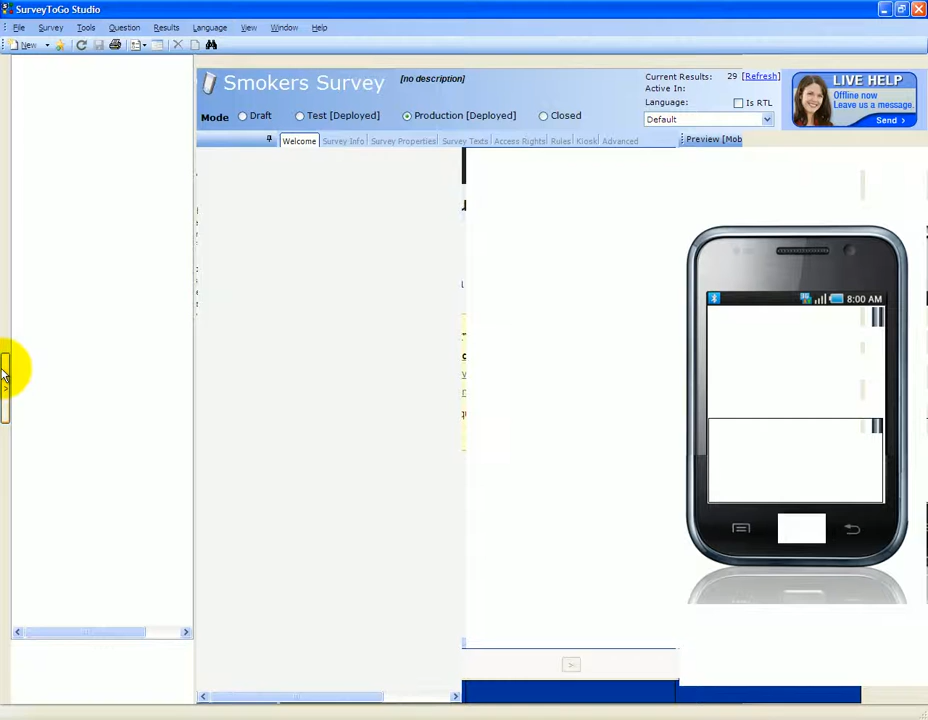 SurveyToGo Studio
File Survey Tools Question Results Language View Window Help
New
Smokers Survey [no description]
Current Results: 29 [Refresh]
Active In:
Language: Is RTL
Default
Mode Draft Test [Deployed] Production [Deployed] Closed
LIVE HELP
Offline now
Leave us a message.
Send >
Welcome Survey Info Survey Properties Survey Texts Access Rights Roles Kiosk Advanced Preview [Mob
8:00 AM
>
>